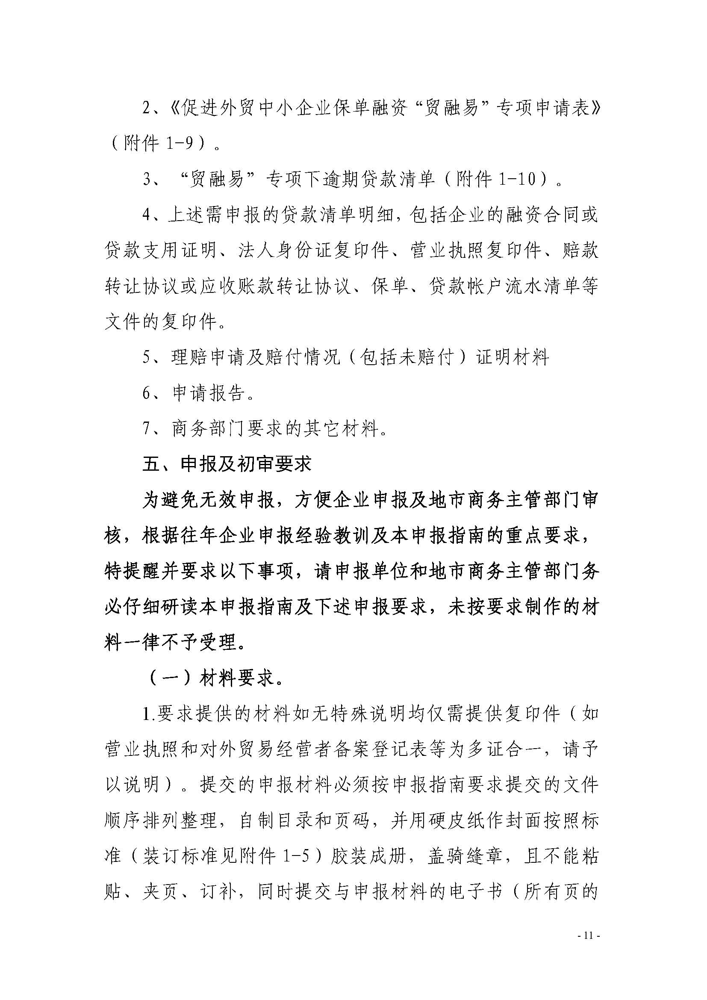 2、《促进外贸中小企业保单融资“贸融易”专项申请表》
（附件 1-9）。
3、 “贸融易” 专项下逾期贷款清单（附件 1-10）。
4、上述需申报的贷款清单明细，包括企业的融资合同或
贷款支用证明、法人身份证复印件、营业执照复印件、赔款
转让协议或应收账款转让协议、保单、贷款帐户流水清单等
文件的复印件。
5、理赔申请及赔付情况（包括未赔付）证明材料
6、申请报告。
7、商务部门要求的其它材料。
五、申报及初审要求
为避免无效申报，方便企业申报及地市商务主管部门审
核，根据往年企业申报经验教训及本申报指南的重点要求，
特提醒并要求以下事项，请申报单位和地市商务主管部门务
必仔细研读本申报指南及下述申报要求，未按要求制作的材
料一律不予受理。
（一）材料要求。
1.要求提供的材料如无特殊说明均仅需提供复印件（如
营业执照和对外贸易经营者备案登记表等为多证合一，请予
以说明）。提交的申报材料必须按申报指南要求提交的文件
顺序排列整理，自制目录和页码，并用硬皮纸作封面按照标
准（装订标准见附件 1-5）胶装成册，盖骑缝章，且不能粘
贴、夹页、订补，同时提交与申报材料的电子书（所有页的
- 11 -